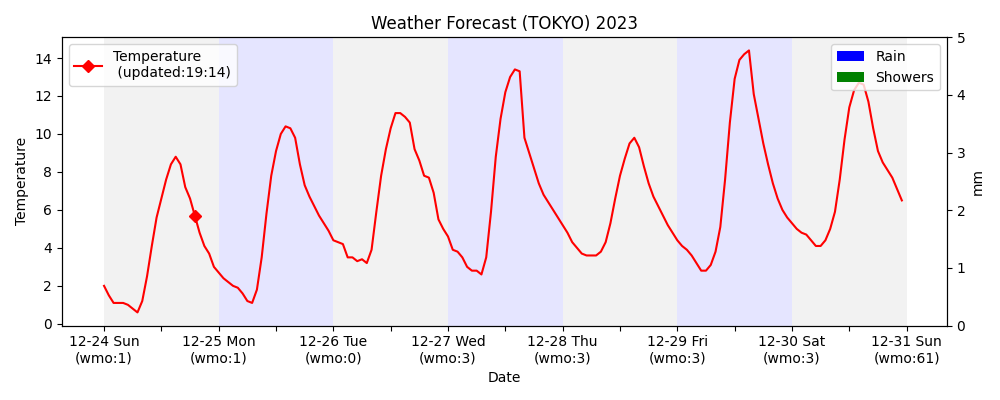 Weather Forecast (TOKYO) 2023
Temperature
(updated:19:14)
Rain
Showers
14
12
10
8
6
4
2
0
Temperature
5
4
3
2
1
0
mm
12-24 Sun
(wmo:1)
12-25 Mon
(wmo:1)
12-26 Tue
(wmo:0)
12-27 Wed
(wmo:3)
12-28 Thu
(wmo:3)
12-29 Fri
(wmo:3)
12-30 Sat
(wmo:3)
12-31 Sun
(wmo:61)
Date